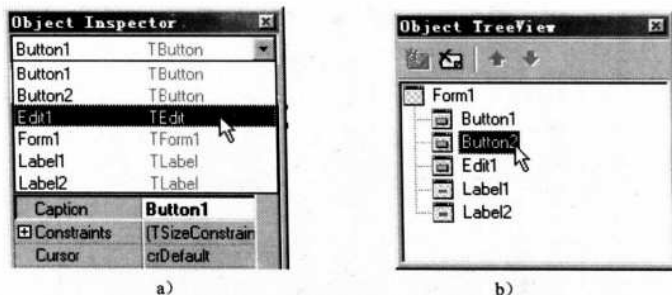 Object Inspector
Button1 TButton
Button1 TButton
Button2 TButton
Edit1 TEdit
Form1 TForm1
Label1 TLabel
Label2 TLabel
Caption Button1
Constraints (TSizeConstrain
Cursor crDefault
a)
Object TreeView
Form1
Button1
Button2
Edit1
Label1
Label2
b)